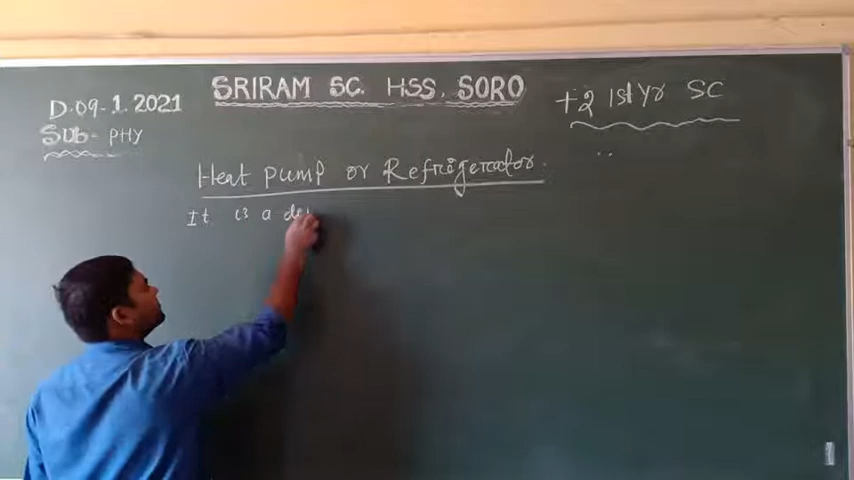 SRIRAM SC. HSS, SORO
D.09-1.2021
+2 1st Yr SC
Sub- PHY
Heat pump or Refrigerator.
It is a